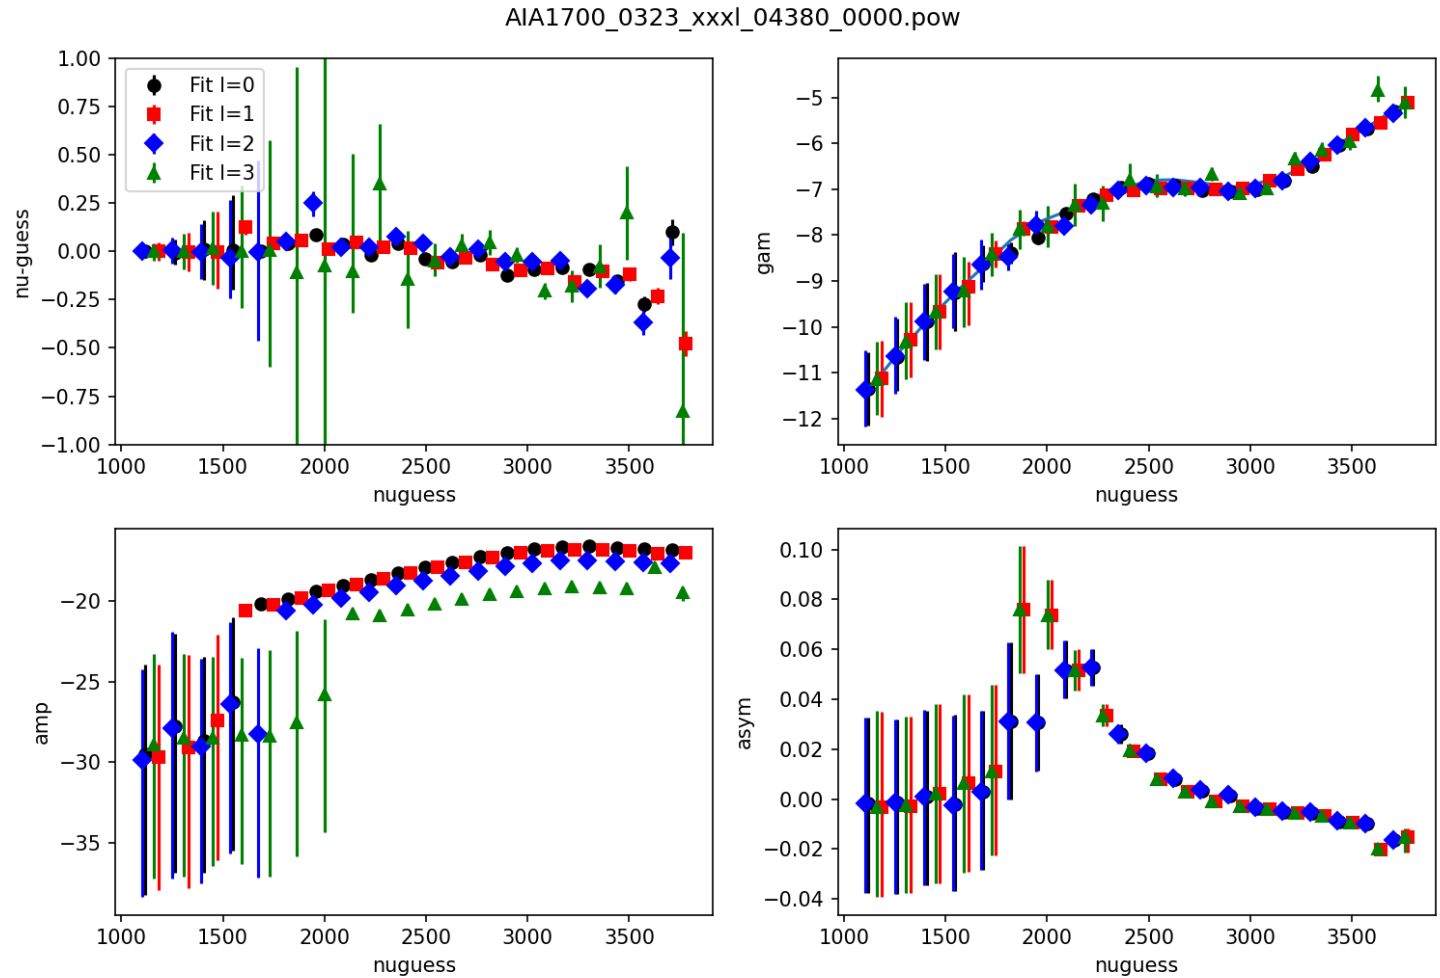 AIA1700_0323_xxxl_04380_0000.pow
1.00
0.75
0.50
0.25
0.00
−0.25
−0.50
−0.75
−1.00
nu-guess
Fit l=0
Fit l=1
Fit l=2
Fit l=3
1000 1500 2000 2500 3000 3500
nuguess
−5
−6
−7
−8
−9
−10
−11
−12
gam
1000 1500 2000 2500 3000 3500
nuguess
−20
−25
−30
−35
amp
1000 1500 2000 2500 3000 3500
nuguess
0.10
0.08
0.06
0.04
0.02
0.00
−0.02
−0.04
asym
1000 1500 2000 2500 3000 3500
nuguess